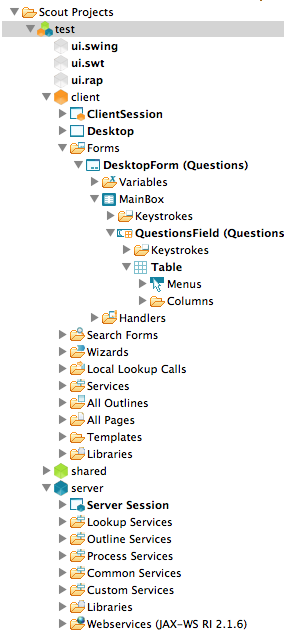 Scout Projects
test
ui.swing
ui.swt
ui.rap
client
ClientSession
Desktop
Forms
DesktopForm (Questions)
Variables
MainBox
Keystrokes
QuestionsField (Questions
Keystrokes
Table
Menus
Columns
Handlers
Search Forms
Wizards
Local Lookup Calls
Services
All Outlines
All Pages
Templates
Libraries
shared
server
Server Session
Lookup Services
Outline Services
Process Services
Common Services
Custom Services
Libraries
Webservices (JAX-WS RI 2.1.6)